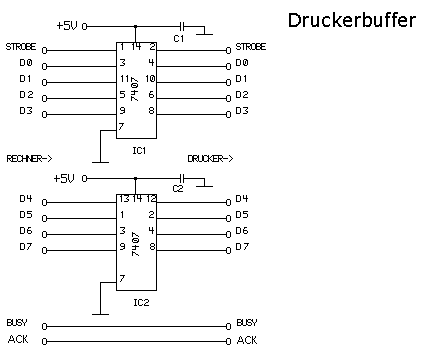 Druckerbuffer
+5V C1
STROBE 1 14 2 STROBE
D0 3 4 D0
D1 11 10 D1
D2 5 6 D2
D3 9 8 D3
7407
7
IC1
RECHNER-> DRUCKER->
+5V C2
D4 13 14 12 D4
D5 1 2 D5
D6 3 4 D6
D7 9 8 D7
7407
7
IC2
BUSY BUSY
ACK ACK